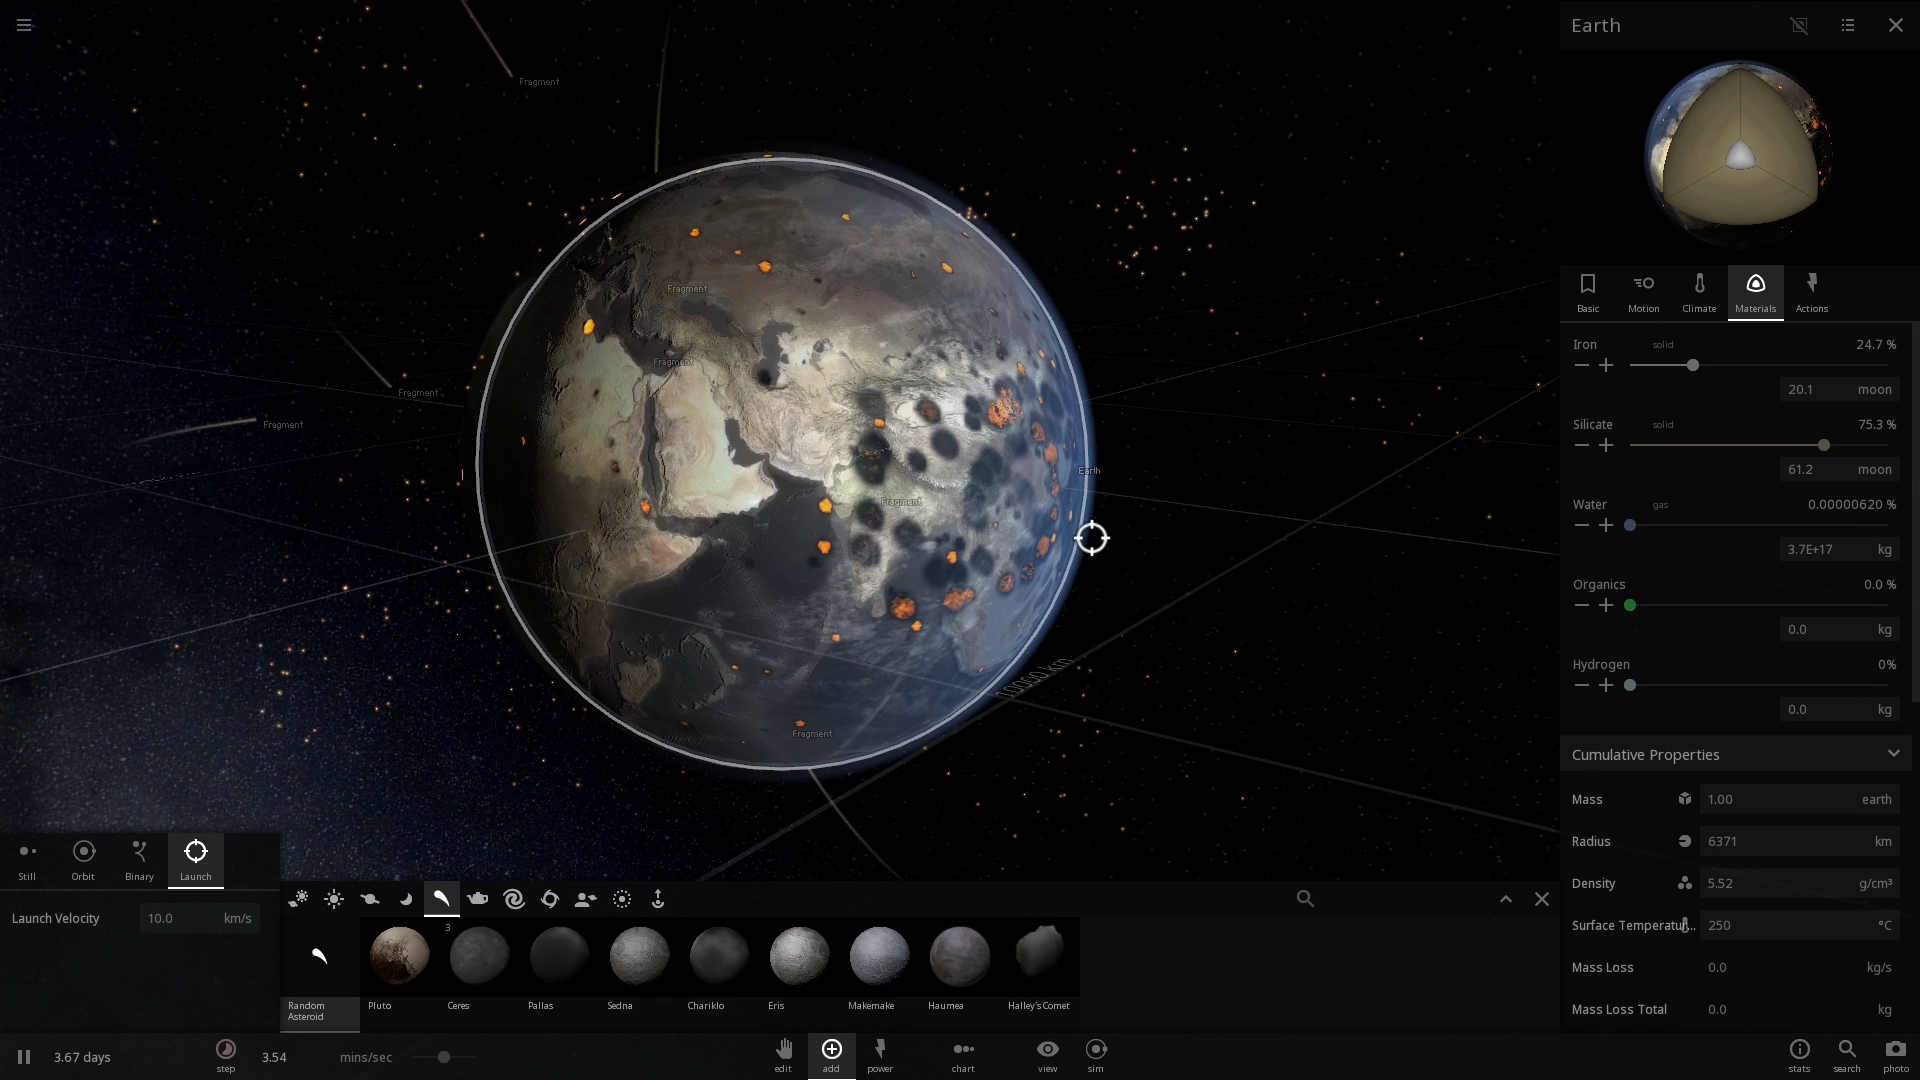 Earth
Fragment
Fragment
Fragment
Fragment
Fragment
Earth
Fragment
10000 km
Fragment
Basic
Motion
Climate
Materials
Actions
Iron solid 24.7 %
20.1 moon
Silicate solid 75.3 %
61.2 moon
Water gas 0.00000620 %
3.7E+17 kg
Organics 0.0 %
0.0 kg
Hydrogen 0%
0.0 kg
Cumulative Properties
Mass 1.00 earth
Radius 6371 km
Density 5.52 g/cm³
Surface Temperatur... 250 °C
Mass Loss 0.0 kg/s
Mass Loss Total 0.0 kg
Still
Orbit
Binary
Launch
Launch Velocity 10.0 km/s
3
Random
Asteroid
Pluto
Ceres
Pallas
Sedna
Chariklo
Eris
Makemake
Haumea
Halley's Comet
3.67 days
step
3.54 mins/sec
edit
add
power
chart
view
sim
stats
search
photo